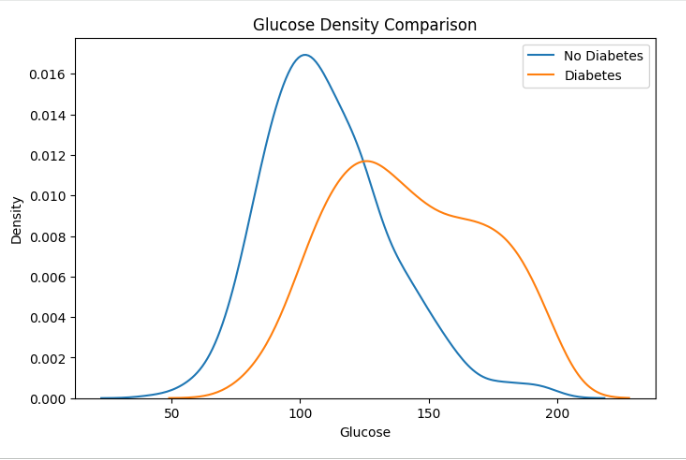 Glucose Density Comparison
No Diabetes
Diabetes
0.016
0.014
0.012
0.010
0.008
0.006
0.004
0.002
0.000
Density
50
100
150
200
Glucose